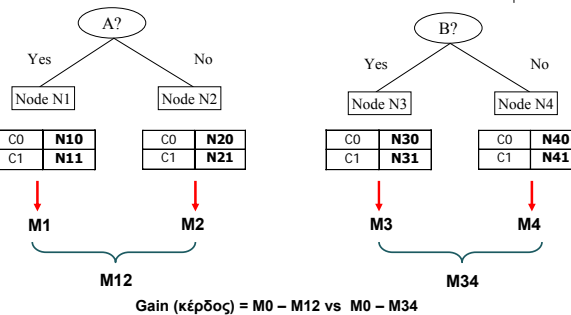 A? B?
Yes No Yes No
Node N1 Node N2 Node N3 Node N4
C0 N10 C0 N20 C0 N30 C0 N40
C1 N11 C1 N21 C1 N31 C1 N41
M1 M2 M3 M4
M12 M34
Gain (κέρδος) = M0 – M12 vs M0 – M34